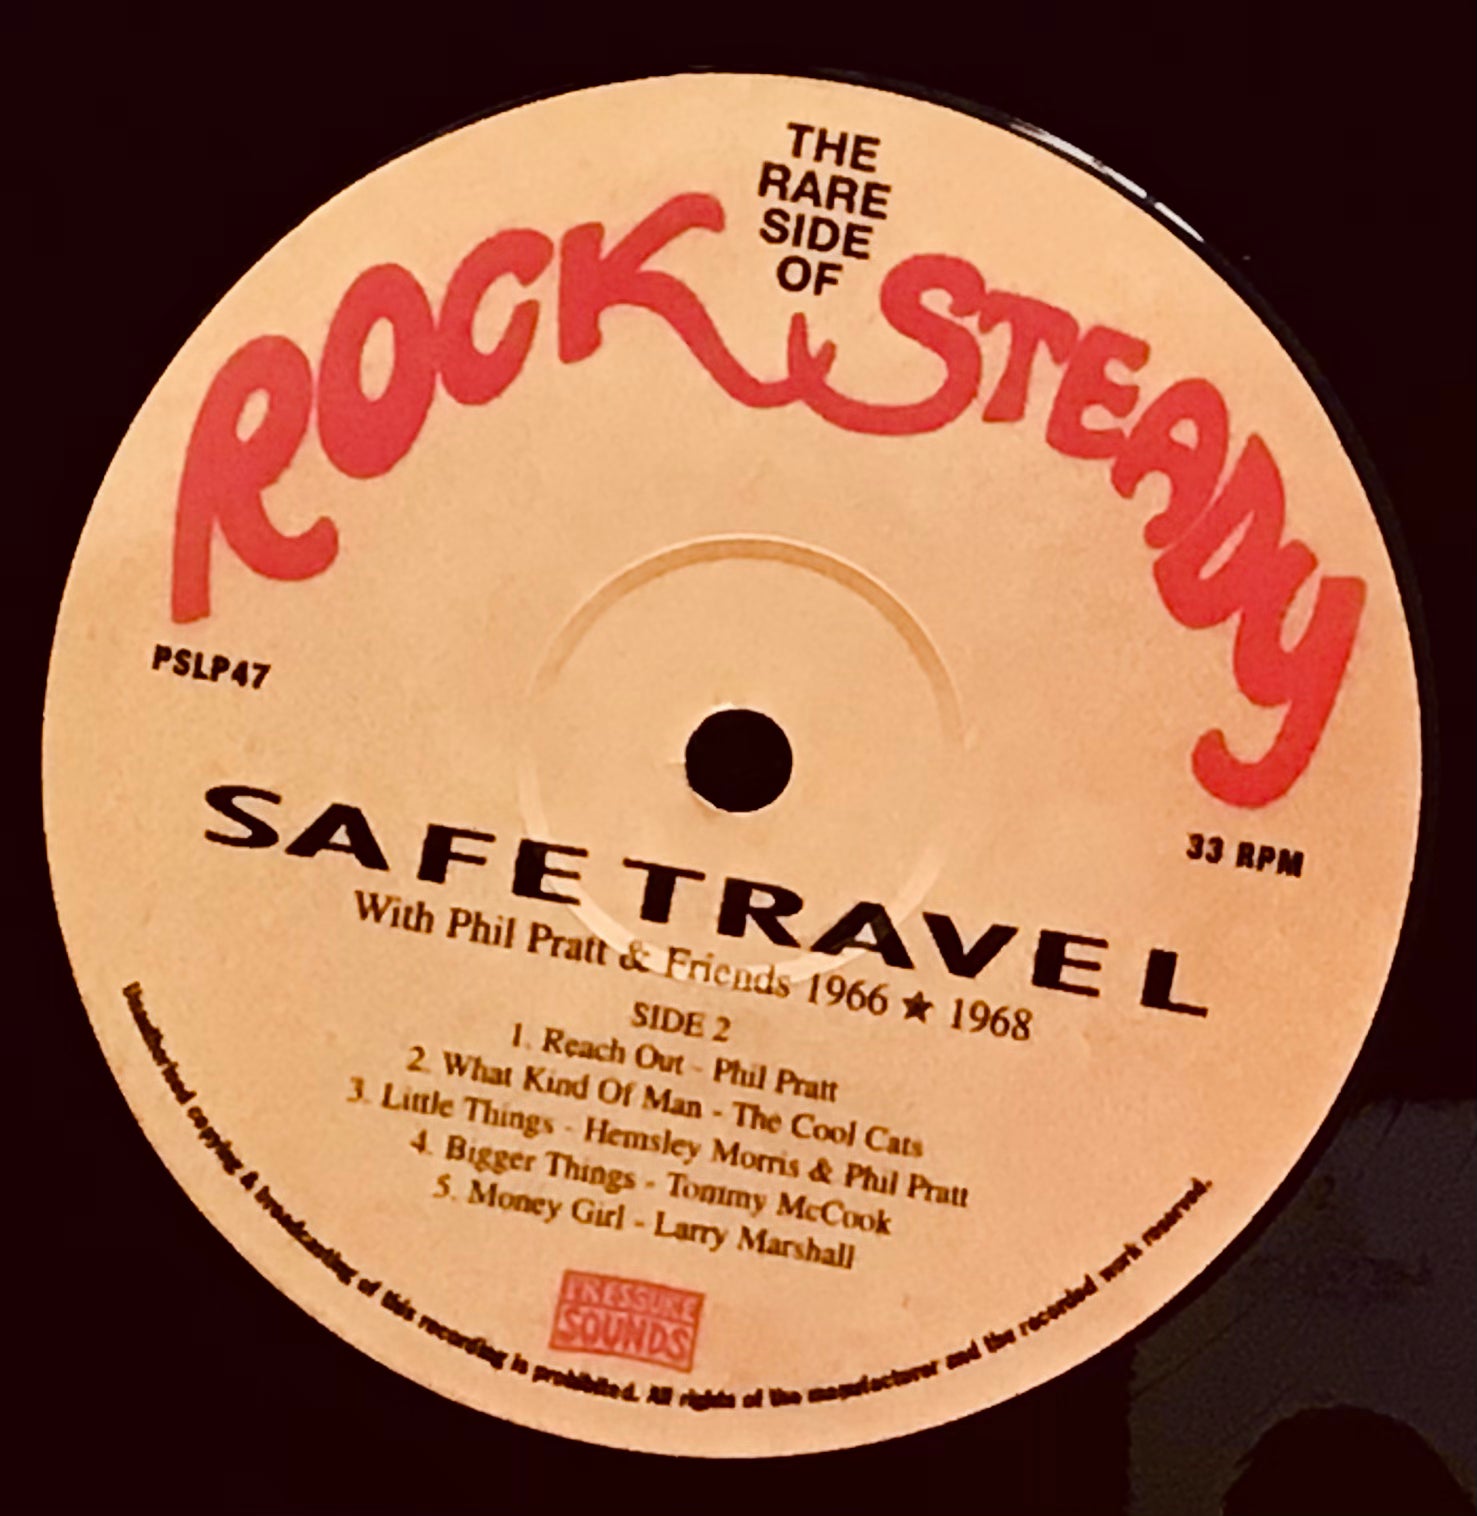 THE
RARE
SIDE
OF
ROCK STEADY
PSLP47
33 RPM
SAFE TRAVEL
With Phil Pratt & Friends 1966 ★ 1968
SIDE 2
1. Reach Out - Phil Pratt
2. What Kind Of Man - The Cool Cats
3. Little Things - Hemsley Morris & Phil Pratt
4. Bigger Things - Tommy McCook
5. Money Girl - Larry Marshall
PRESSURE
SOUNDS
Unauthorised copying & broadcasting of this recording is prohibited. All rights of the manufacturer and the recorded work reserved.